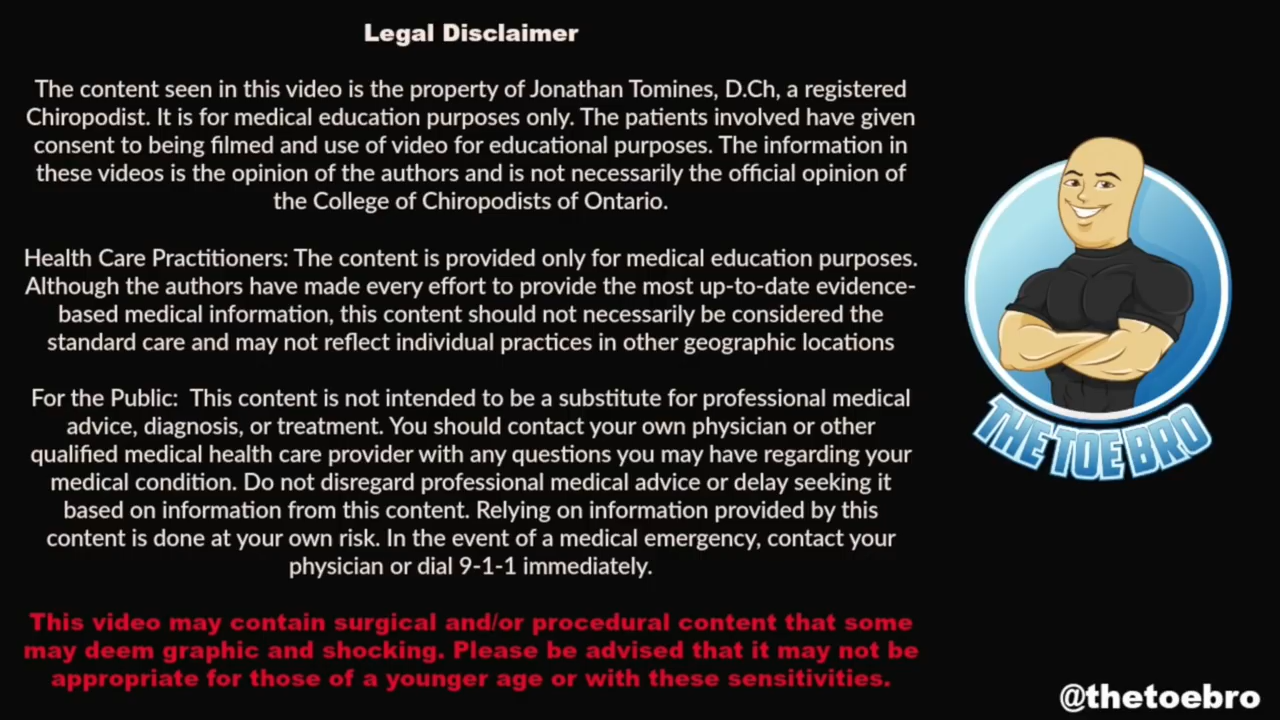 Legal Disclaimer
The content seen in this video is the property of Jonathan Tomines, D.Ch, a registered
Chiropodist. It is for medical education purposes only. The patients involved have given
consent to being filmed and use of video for educational purposes. The information in
these videos is the opinion of the authors and is not necessarily the official opinion of
the College of Chiropodists of Ontario.
Health Care Practitioners: The content is provided only for medical education purposes.
Although the authors have made every effort to provide the most up-to-date evidence-
based medical information, this content should not necessarily be considered the
standard care and may not reflect individual practices in other geographic locations
For the Public:  This content is not intended to be a substitute for professional medical
advice, diagnosis, or treatment. You should contact your own physician or other
qualified medical health care provider with any questions you may have regarding your
medical condition. Do not disregard professional medical advice or delay seeking it
based on information from this content. Relying on information provided by this
content is done at your own risk. In the event of a medical emergency, contact your
physician or dial 9-1-1 immediately.
This video may contain surgical and/or procedural content that some
may deem graphic and shocking. Please be advised that it may not be
appropriate for those of a younger age or with these sensitivities.
THE TOE BRO
@thetoebro